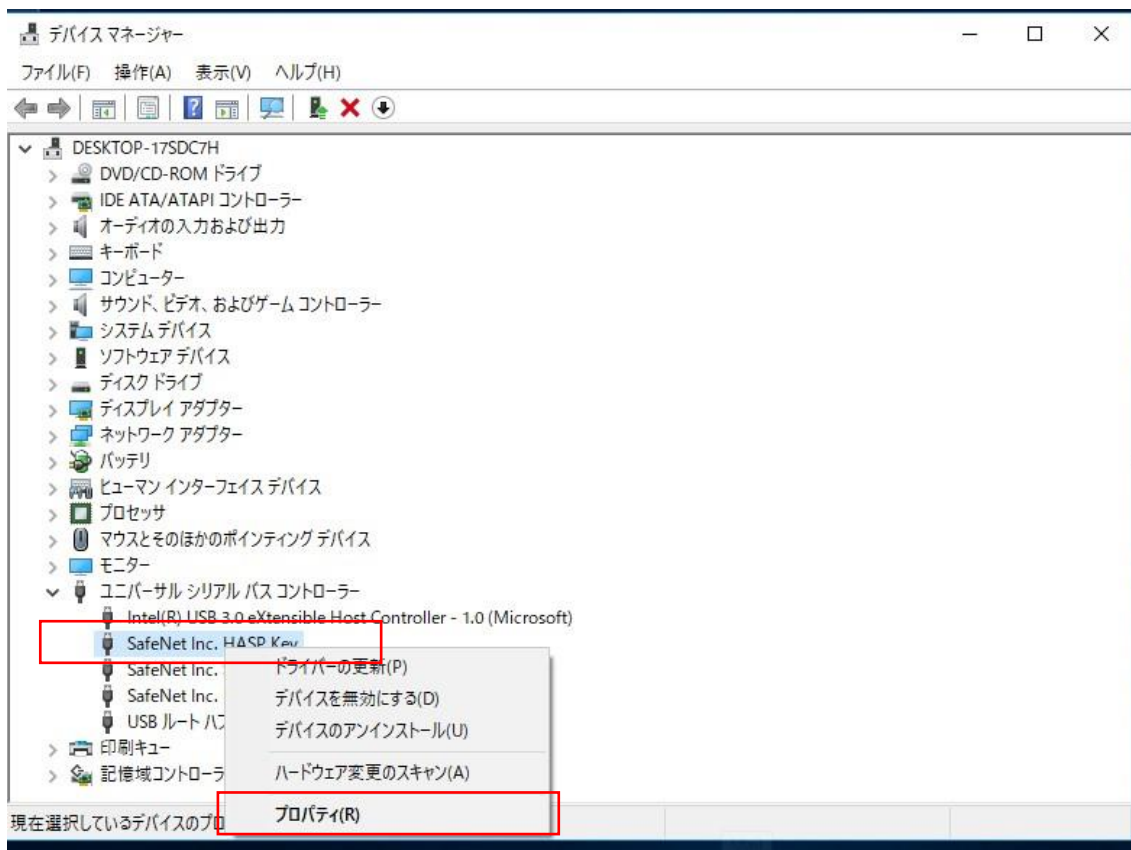 デバイス マネージャー
ファイル(F) 操作(A) 表示(V) ヘルプ(H)
DESKTOP-17SDC7H
DVD/CD-ROM ドライブ
IDE ATA/ATAPI コントローラー
オーディオの入力および出力
キーボード
コンピューター
サウンド、ビデオ、およびゲーム コントローラー
システム デバイス
ソフトウェア デバイス
ディスク ドライブ
ディスプレイ アダプター
ネットワーク アダプター
バッテリ
ヒューマン インターフェイス デバイス
プロセッサ
マウスとそのほかのポインティング デバイス
モニター
ユニバーサル シリアル バス コントローラー
Intel(R) USB 3.0 eXtensible Host Controller - 1.0 (Microsoft)
SafeNet Inc. HASP Key
SafeNet Inc.
SafeNet Inc.
USB ルート ハブ
印刷キュー
記憶域コントローラ
ドライバーの更新(P)
デバイスを無効にする(D)
デバイスのアンインストール(U)
ハードウェア変更のスキャン(A)
プロパティ(R)
現在選択しているデバイスのプロ